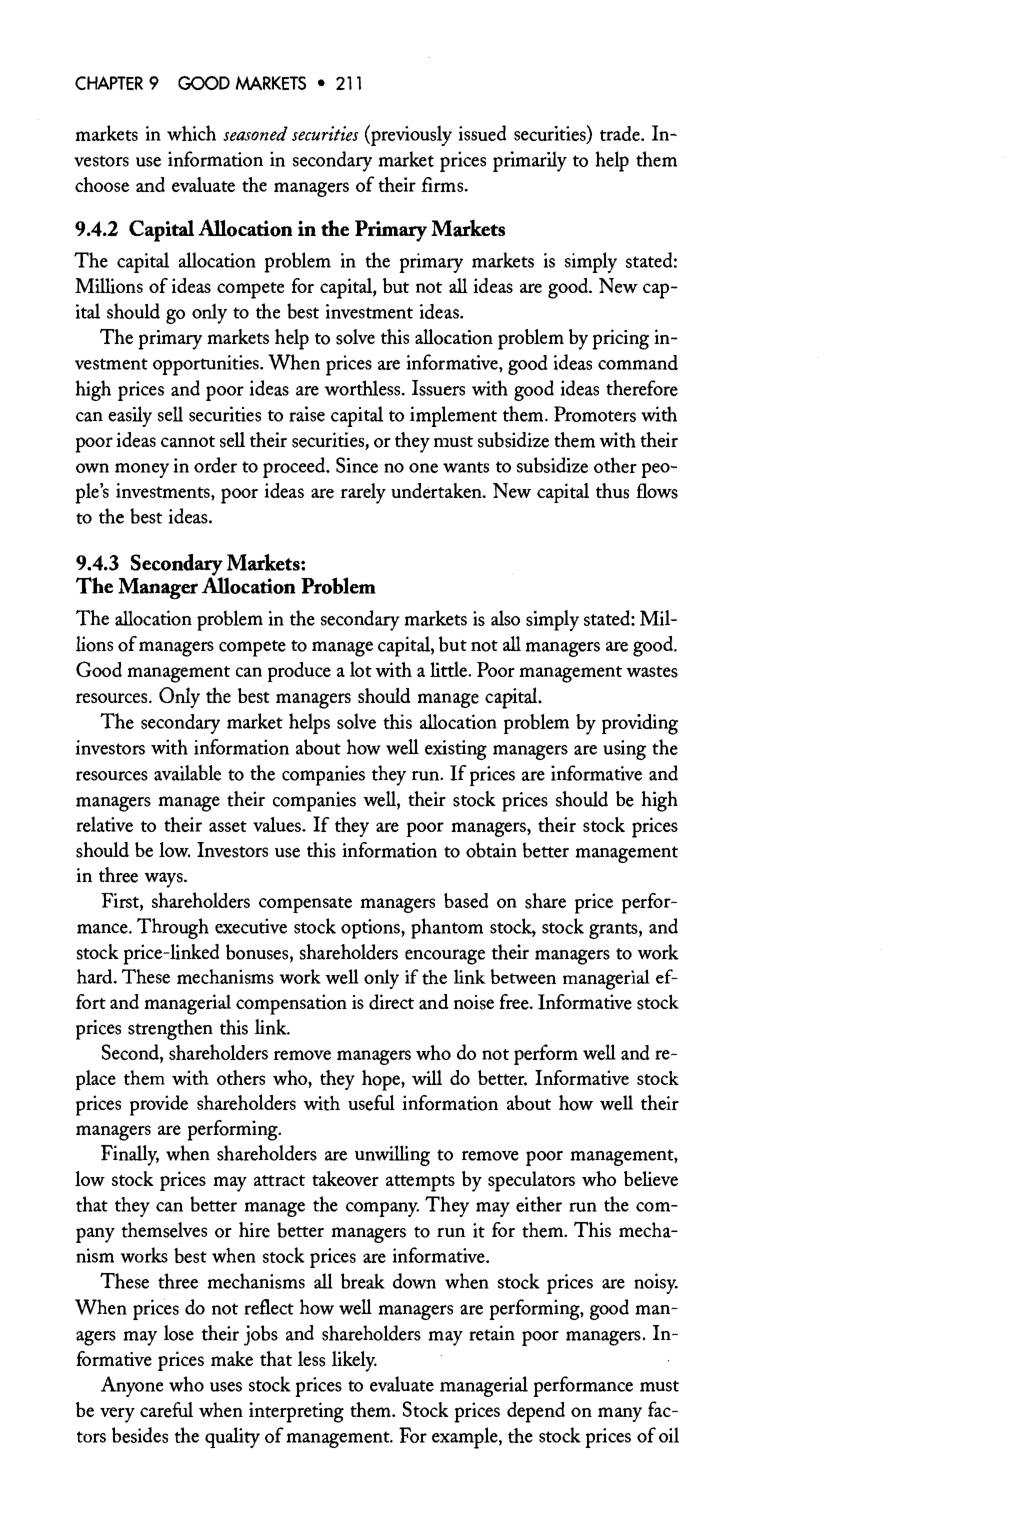 CHAPTER 9 GOOD MARKETS • 211
markets in which seasoned securities (previously issued securities) trade. In-
vestors use information in secondary market prices primarily to help them
choose and evaluate the managers of their firms.
9.4.2 Capital Allocation in the Primary Markets
The capital allocation problem in the primary markets is simply stated:
Millions of ideas compete for capital, but not all ideas are good. New cap-
ital should go only to the best investment ideas.
The primary markets help to solve this allocation problem by pricing in-
vestment opportunities. When prices are informative, good ideas command
high prices and poor ideas are worthless. Issuers with good ideas therefore
can easily sell securities to raise capital to implement them. Promoters with
poor ideas cannot sell their securities, or they must subsidize them with their
own money in order to proceed. Since no one wants to subsidize other peo-
ple's investments, poor ideas are rarely undertaken. New capital thus flows
to the best ideas.
9.4.3 Secondary Markets:
The Manager Allocation Problem
The allocation problem in the secondary markets is also simply stated: Mil-
lions of managers compete to manage capital, but not all managers are good.
Good management can produce a lot with a little. Poor management wastes
resources. Only the best managers should manage capital.
The secondary market helps solve this allocation problem by providing
investors with information about how well existing managers are using the
resources available to the companies they run. If prices are informative and
managers manage their companies well, their stock prices should be high
relative to their asset values. If they are poor managers, their stock prices
should be low. Investors use this information to obtain better management
in three ways.
First, shareholders compensate managers based on share price perfor-
mance. Through executive stock options, phantom stock, stock grants, and
stock price-linked bonuses, shareholders encourage their managers to work
hard. These mechanisms work well only if the link between managerial ef-
fort and managerial compensation is direct and noise free. Informative stock
prices strengthen this link.
Second, shareholders remove managers who do not perform well and re-
place them with others who, they hope, will do better. Informative stock
prices provide shareholders with useful information about how well their
managers are performing.
Finally, when shareholders are unwilling to remove poor management,
low stock prices may attract takeover attempts by speculators who believe
that they can better manage the company. They may either run the com-
pany themselves or hire better managers to run it for them. This mecha-
nism works best when stock prices are informative.
These three mechanisms all break down when stock prices are noisy.
When prices do not reflect how well managers are performing, good man-
agers may lose their jobs and shareholders may retain poor managers. In-
formative prices make that less likely.
Anyone who uses stock prices to evaluate managerial performance must
be very careful when interpreting them. Stock prices depend on many fac-
tors besides the quality of management. For example, the stock prices of oil